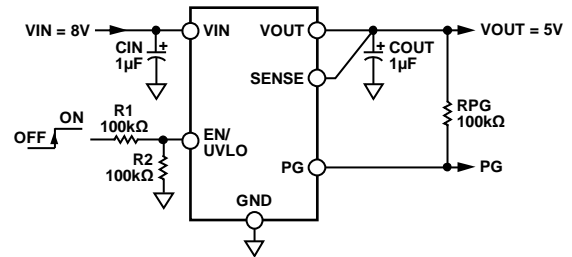 VIN = 8V
CIN
1µF
+
VIN
VOUT
SENSE
COUT
1µF
+
VOUT = 5V
RPG
100kΩ
ON
OFF
R1
100kΩ
R2
100kΩ
EN/
UVLO
PG
PG
GND